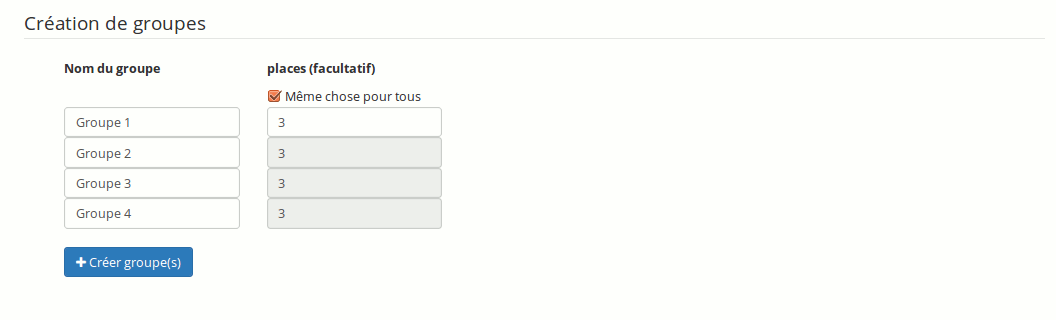 Création de groupes
Nom du groupe places (facultatif)
Même chose pour tous
Groupe 1 3
Groupe 2 3
Groupe 3 3
Groupe 4 3
Créer groupe(s)